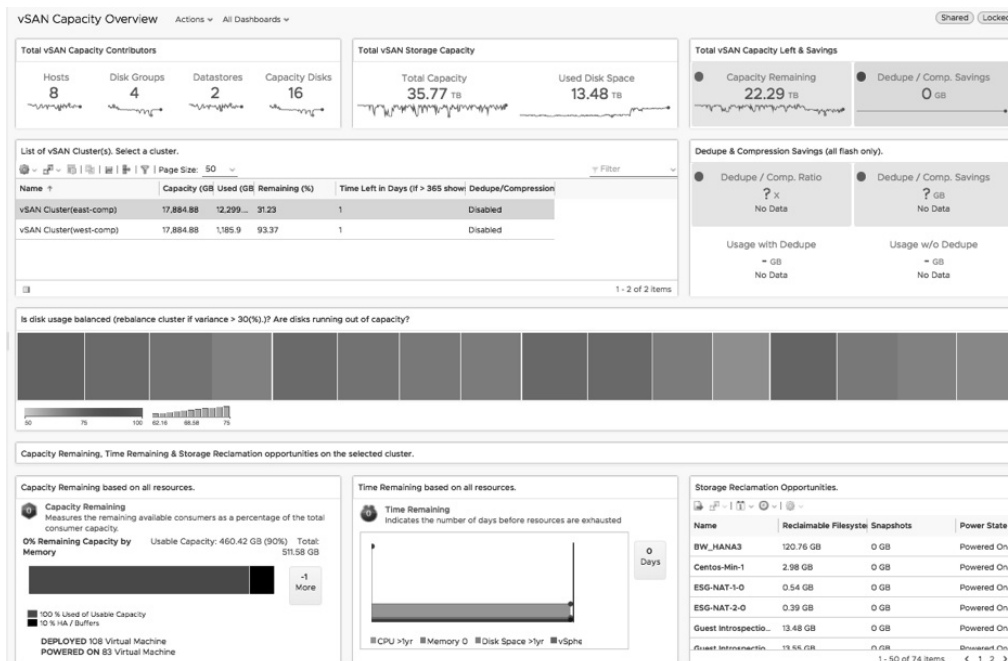 vSAN Capacity Overview Actions All Dashboards Shared Locked
Total vSAN Capacity Contributors
Hosts Disk Groups Datastores Capacity Disks
8 4 2 16
Total vSAN Storage Capacity
Total Capacity Used Disk Space
35.77 TB 13.48 TB
Total vSAN Capacity Left & Savings
Capacity Remaining Dedupe / Comp. Savings
22.29 TB 0 GB
List of vSAN Cluster(s). Select a cluster.
Page Size: 50 Filter
Name ↑ Capacity (GB Used (GB Remaining (%) Time Left in Days (if > 365 show Dedupe/Compression
vSAN Cluster(east-comp) 17,884.88 12,299... 31.23 1 Disabled
vSAN Cluster(west-comp) 17,884.88 1,185.9 93.37 1 Disabled
1 - 2 of 2 items
Dedupe & Compression Savings (all flash only).
Dedupe / Comp. Ratio Dedupe / Comp. Savings
? x ? GB
No Data No Data
Usage with Dedupe Usage w/o Dedupe
- GB - GB
No Data No Data
Is disk usage balanced (rebalance cluster if variance > 30(%).)? Are disks running out of capacity?
50 75 100 62.16 68.58 75
Capacity Remaining, Time Remaining & Storage Reclamation opportunities on the selected cluster.
Capacity Remaining based on all resources.
0 Capacity Remaining
Measures the remaining available consumers as a percentage of the total
consumer capacity.
0% Remaining Capacity by Usable Capacity: 460.42 GB (90%) Total:
Memory 511.58 GB
-1
More
100 % Used of Usable Capacity
10 % HA / Buffers
DEPLOYED 108 Virtual Machine
POWERED ON 83 Virtual Machine
Time Remaining based on all resources.
0 Time Remaining
Indicates the number of days before resources are exhausted
0
Days
CPU >1yr Memory 0 Disk Space >1yr vSphe
Storage Reclamation Opportunities.
Name Reclaimable Filesyste Snapshots Power State
BW_HANA3 120.76 GB 0 GB Powered On
Centos-Min-1 2.98 GB 0 GB Powered On
ESG-NAT-1-0 0.54 GB 0 GB Powered On
ESG-NAT-2-0 0.39 GB 0 GB Powered On
Guest Introspectio... 13.48 GB 0 GB Powered On
Guest Introspectio... 13.55 GB 0 GB Powered On
1 - 50 of 74 items < 1 2 >